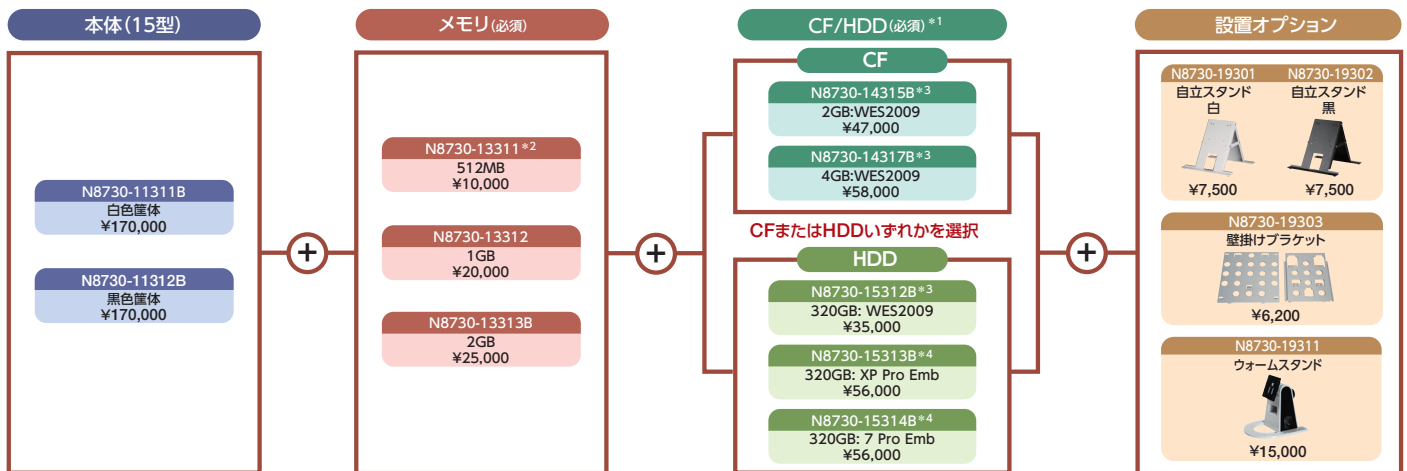 本体(15型)
N8730-11311B
白色筐体
¥170,000
N8730-11312B
黒色筐体
¥170,000
メモリ(必須)
N8730-13311*2
512MB
¥10,000
N8730-13312
1GB
¥20,000
N8730-13313B
2GB
¥25,000
CF/HDD(必須)*1
CF
N8730-14315B*3
2GB:WES2009
¥47,000
N8730-14317B*3
4GB:WES2009
¥58,000
CFまたはHDDいずれかを選択
HDD
N8730-15312B*3
320GB: WES2009
¥35,000
N8730-15313B*4
320GB: XP Pro Emb
¥56,000
N8730-15314B*4
320GB: 7 Pro Emb
¥56,000
設置オプション
N8730-19301
自立スタンド
白
¥7,500
N8730-19302
自立スタンド
黒
¥7,500
N8730-19303
壁掛けブラケット
¥6,200
N8730-19311
ウォームスタンド
¥15,000